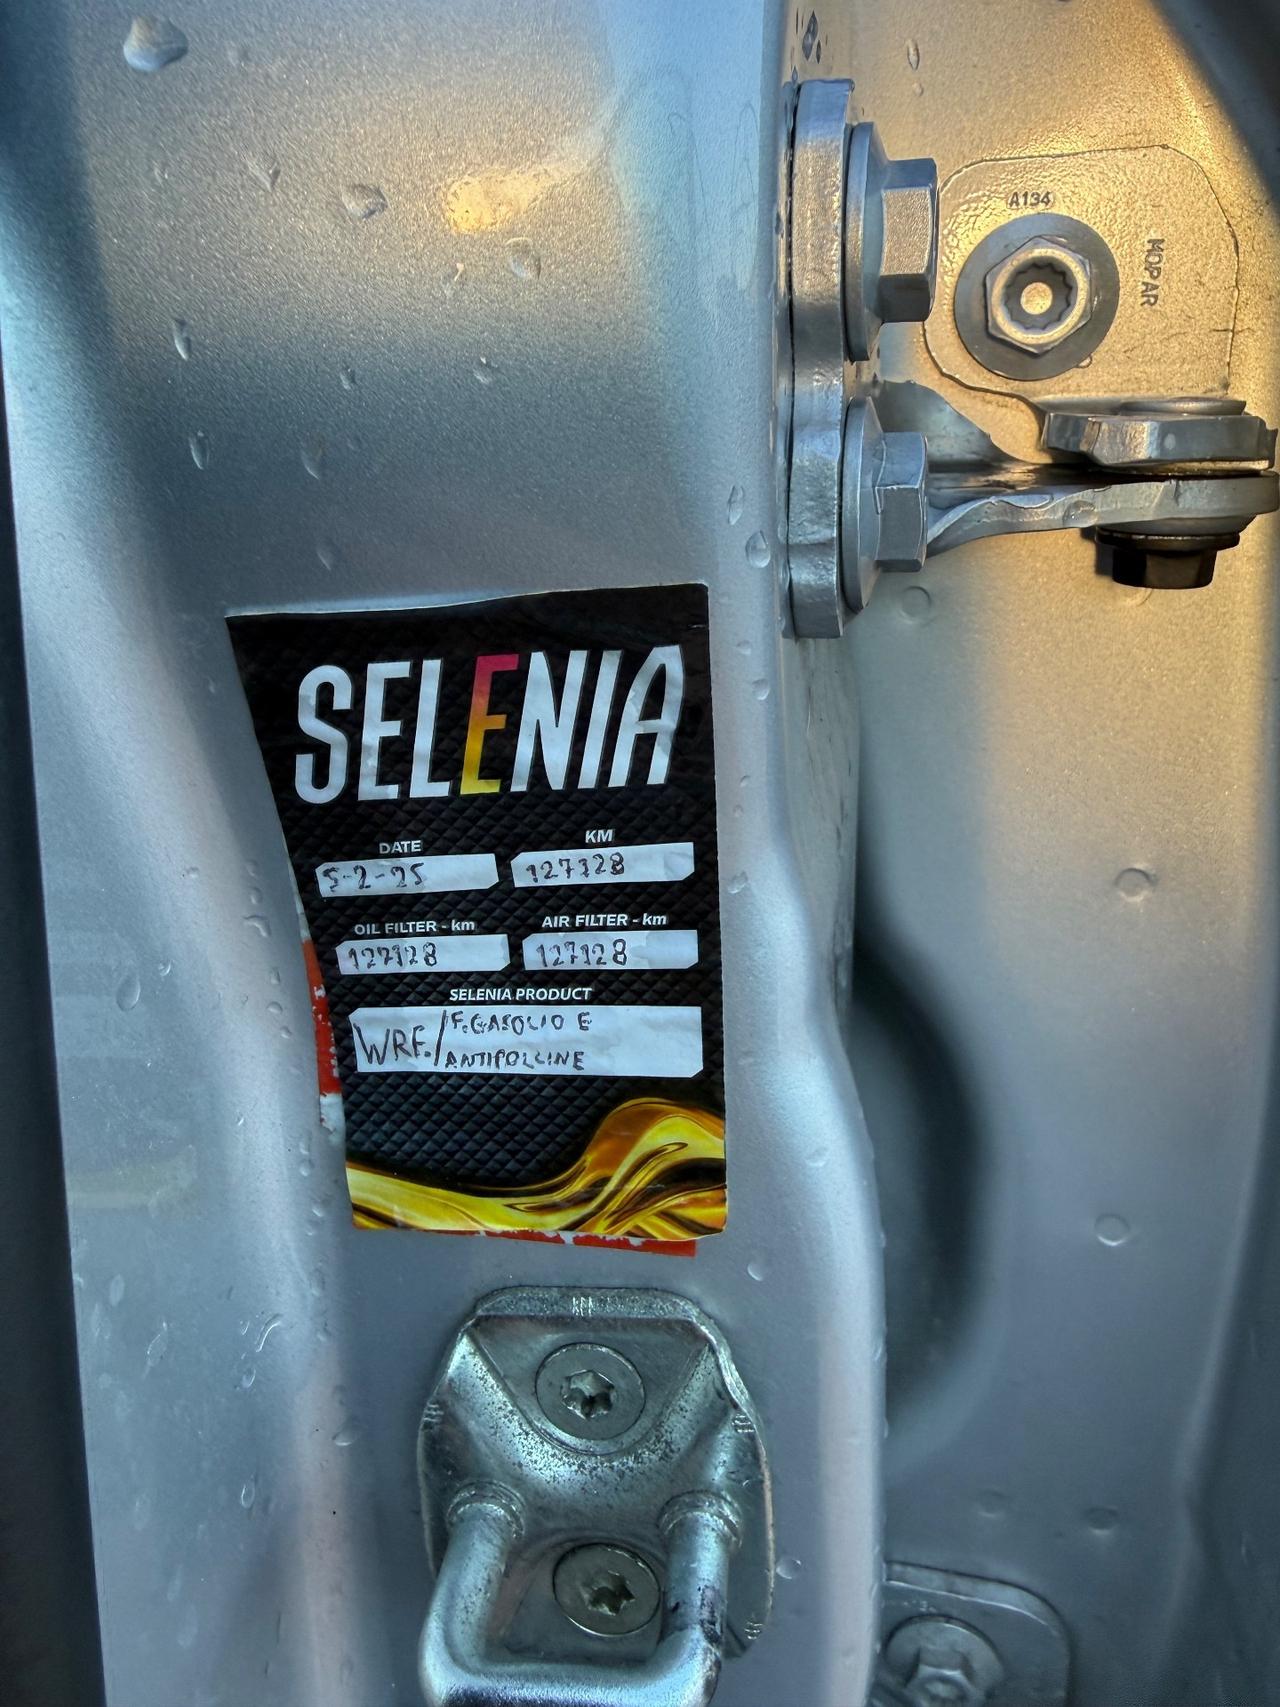 A134
MOPAR
SELENIA
DATE KM
5-2-25 127128
OIL FILTER - km AIR FILTER - km
127128 127128
SELENIA PRODUCT
WRF. / F. GASOLIO E
ANTIPOLLINE